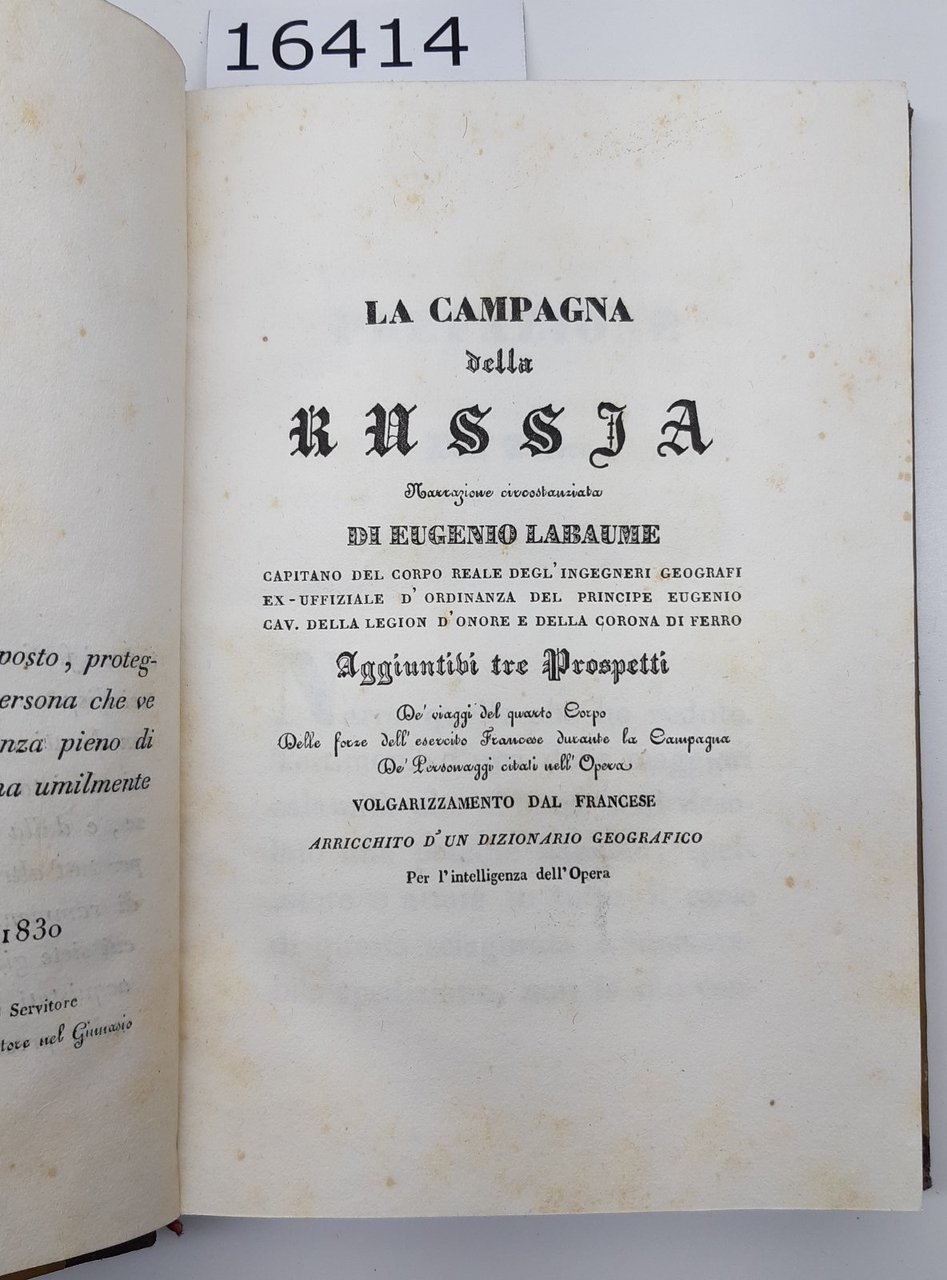 16414
posto, proteg-
ersona che ve
nza pieno di
na umilmente
1830
Servitore
tore nel Ginnasio
LA CAMPAGNA
della
RUSSIA
Narrazione circostanziata
DI EUGENIO LABAUME
CAPITANO DEL CORPO REALE DEGL'INGEGNERI GEOGRAFI
EX-UFFIZIALE D'ORDINANZA DEL PRINCIPE EUGENIO
CAV. DELLA LEGION D'ONORE E DELLA CORONA DI FERRO
Aggiuntivi tre Prospetti
De' viaggi del quarto Corpo
Delle forze dell'esercito Francese durante la Campagna
De' Personaggi citati nell'Opera
VOLGARIZZAMENTO DAL FRANCESE
ARRICCHITO D'UN DIZIONARIO GEOGRAFICO
Per l'intelligenza dell'Opera